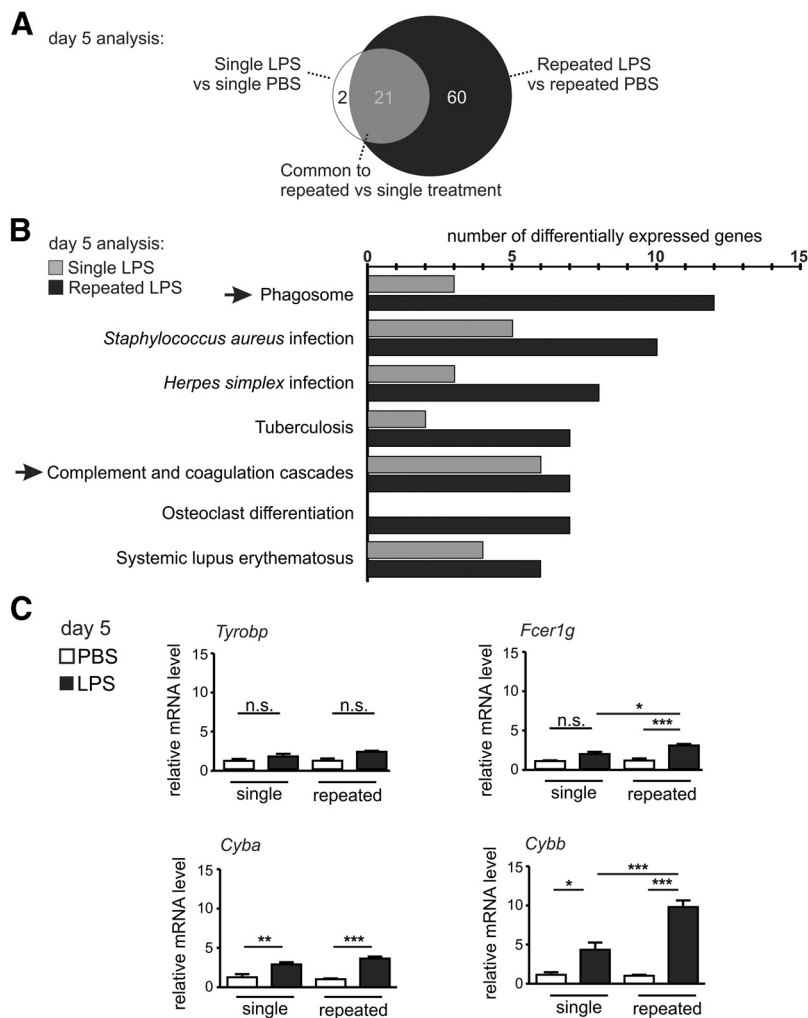 A
day 5 analysis:
Single LPS
vs single PBS
2
21
60
Repeated LPS
vs repeated PBS
Common to
repeated vs single treatment
B
day 5 analysis:
Single LPS
Repeated LPS
number of differentially expressed genes
0 5 10 15
Phagosome
Staphylococcus aureus infection
Herpes simplex infection
Tuberculosis
Complement and coagulation cascades
Osteoclast differentiation
Systemic lupus erythematosus
C
day 5
PBS
LPS
Tyrobp
relative mRNA level
15
10
5
0
n.s. n.s.
single repeated
Fcer1g
relative mRNA level
15
10
5
0
*
n.s. ***
single repeated
Cyba
relative mRNA level
15
10
5
0
** ***
single repeated
Cybb
relative mRNA level
15
10
5
0
***
* ***
single repeated